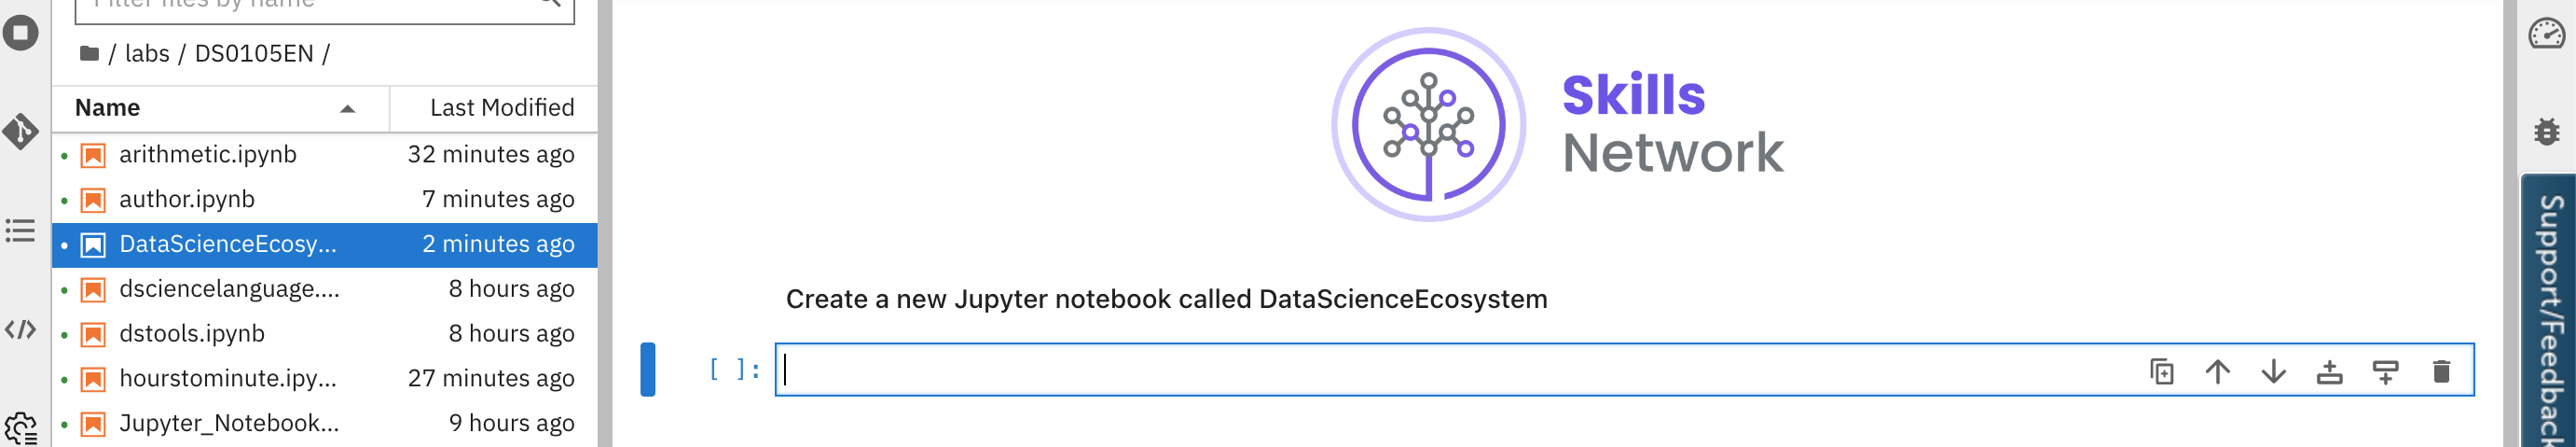 Filter files by name
/ labs / DS0105EN /
Name Last Modified
arithmetic.ipynb 32 minutes ago
author.ipynb 7 minutes ago
DataScienceEcosy... 2 minutes ago
dsciencelanguage.... 8 hours ago
dstools.ipynb 8 hours ago
hourstominute.ipy... 27 minutes ago
Jupyter_Notebook... 9 hours ago
Skills
Network
Create a new Jupyter notebook called DataScienceEcosystem
[ ]:
Support/Feedback